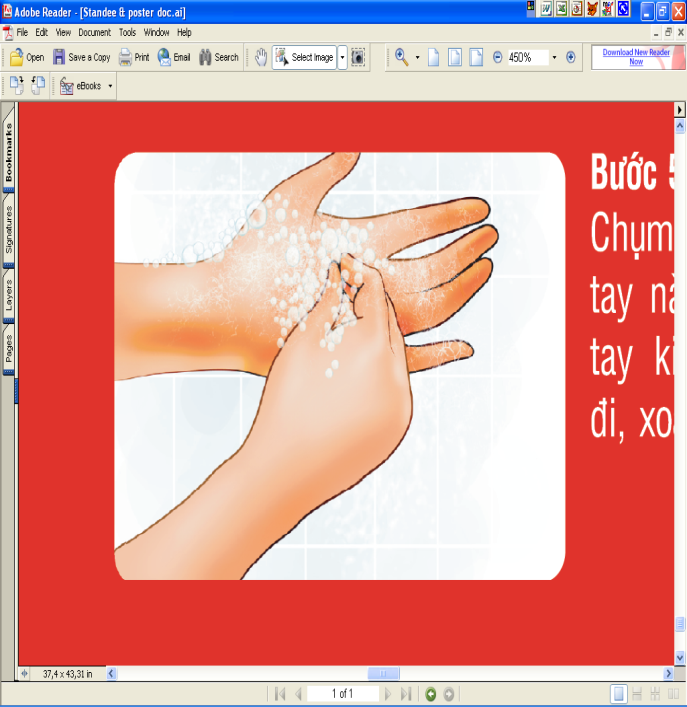 Adobe Reader - [Standee & poster doc.ai]
File Edit View Document Tools Window Help
Open Save a Copy Print Email Search Select Image 450% Download New Reader Now
eBooks
Bookmarks
Signatures
Layers
Pages
Bước 5
Chụm
tay
tay
đi,
37,4 x 43,31 in
1 of 1